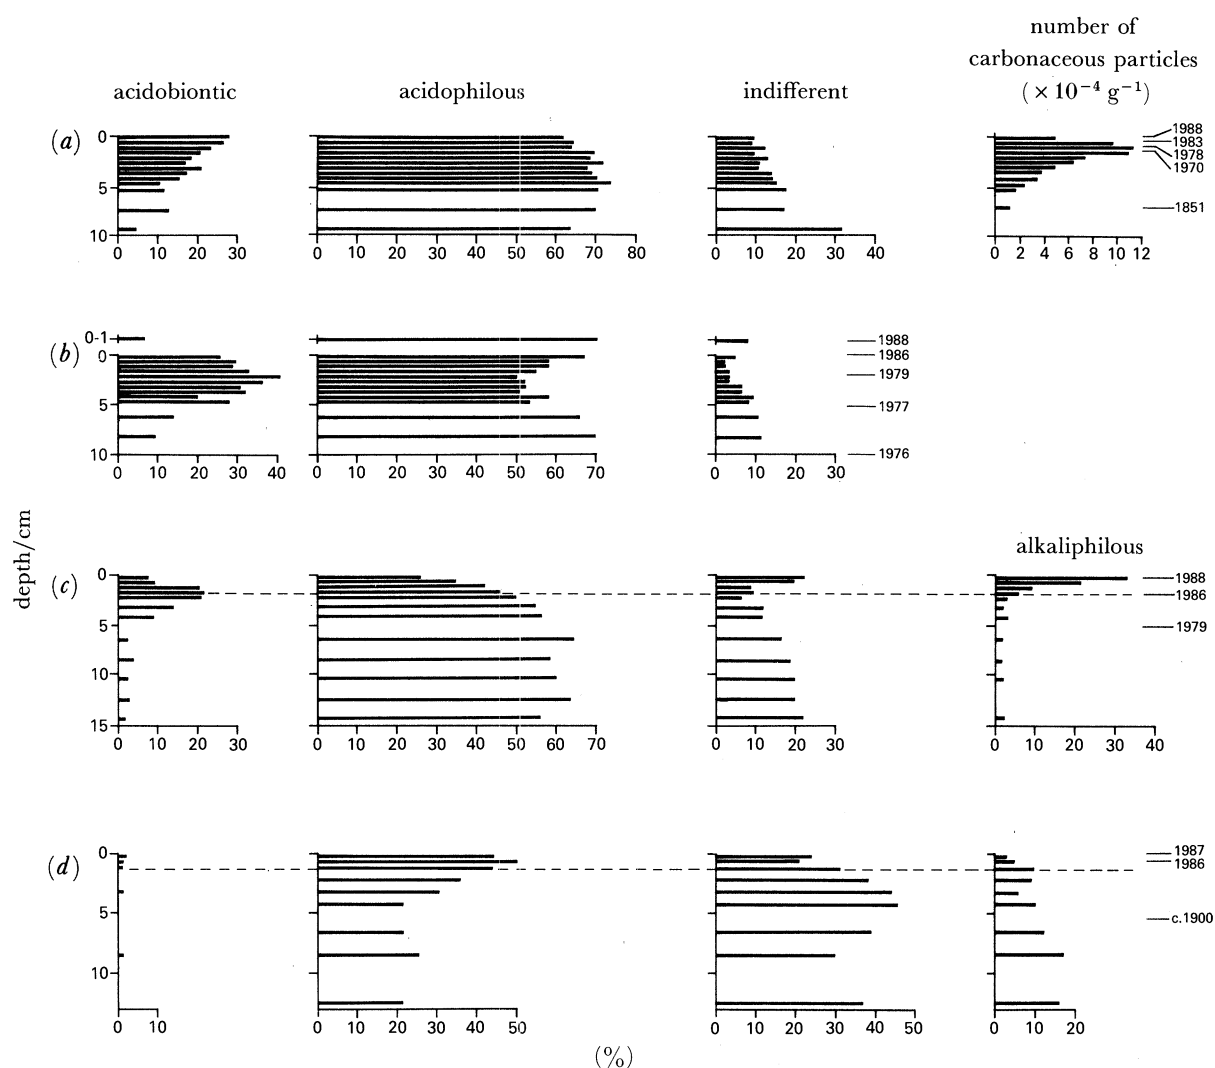 number of
carbonaceous particles
acidobiontic acidophilous indifferent (× 10⁻⁴ g⁻¹)
(a) 0 5 10
0 10 20 30
0 10 20 30 40 50 60 70 80
0 10 20 30 40
0 2 4 6 8 10 12
1988
1983
1978
1970
1851
(b) 0-1 0 5 10
0 10 20 30 40
0 10 20 30 40 50 60 70
0 10 20 30
1988
1986
1979
1977
1976
depth/cm
alkaliphilous
(c) 0 5 10 15
0 10 20 30
0 10 20 30 40 50 60 70
0 10 20 30
0 10 20 30 40
1988
1986
1979
(d) 0 5 10
0 10
0 10 20 30 40 50
0 10 20 30 40 50
0 10 20
1987
1986
c.1900
(%)